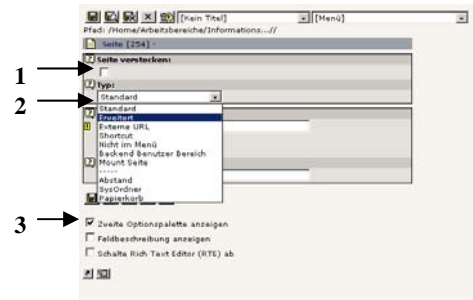 [Kein Titel] [Menü]
Pfad: /Home/Arbeitsbereiche/Informations...//
Seite [254] -
Seite verstecken:
1
Typ:
2 Standard
Standard
Erweitert
Externe URL
Shortcut
Nicht im Menü
Backend Benutzer Bereich
Mount Seite
-----
Abstand
SysOrdner
Papierkorb
3 Zweite Optionspalette anzeigen
Feldbeschreibung anzeigen
Schalte Rich Text Editor (RTE) ab